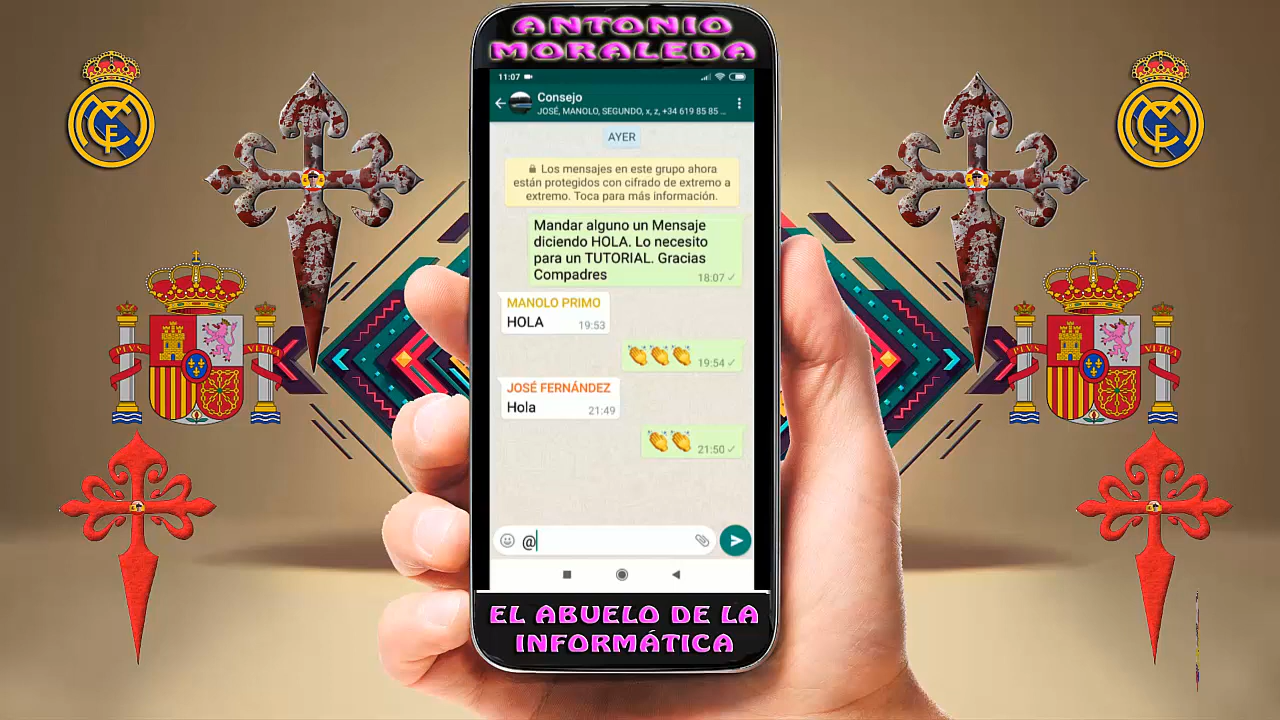 ANTONIO
MORALEDA
11:07
Consejo
JOSÉ, MANOLO, SEGUNDO, x, z, +34 619 85 85 ...
AYER
Los mensajes en este grupo ahora
están protegidos con cifrado de extremo a
extremo. Toca para más información.
Mandar alguno un Mensaje
diciendo HOLA. Lo necesito
para un TUTORIAL. Gracias
Compadres
18:07
MANOLO PRIMO
HOLA
19:53
19:54
JOSÉ FERNÁNDEZ
Hola
21:49
21:50
@
EL ABUELO DE LA
INFORMÁTICA
PLVS VLTRA
PLVS VLTRA